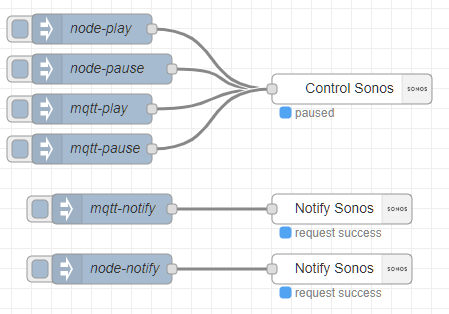 node-play
node-pause
Control Sonos SONOS
mqtt-play
paused
mqtt-pause
mqtt-notify
Notify Sonos SONOS
request success
node-notify
Notify Sonos SONOS
request success